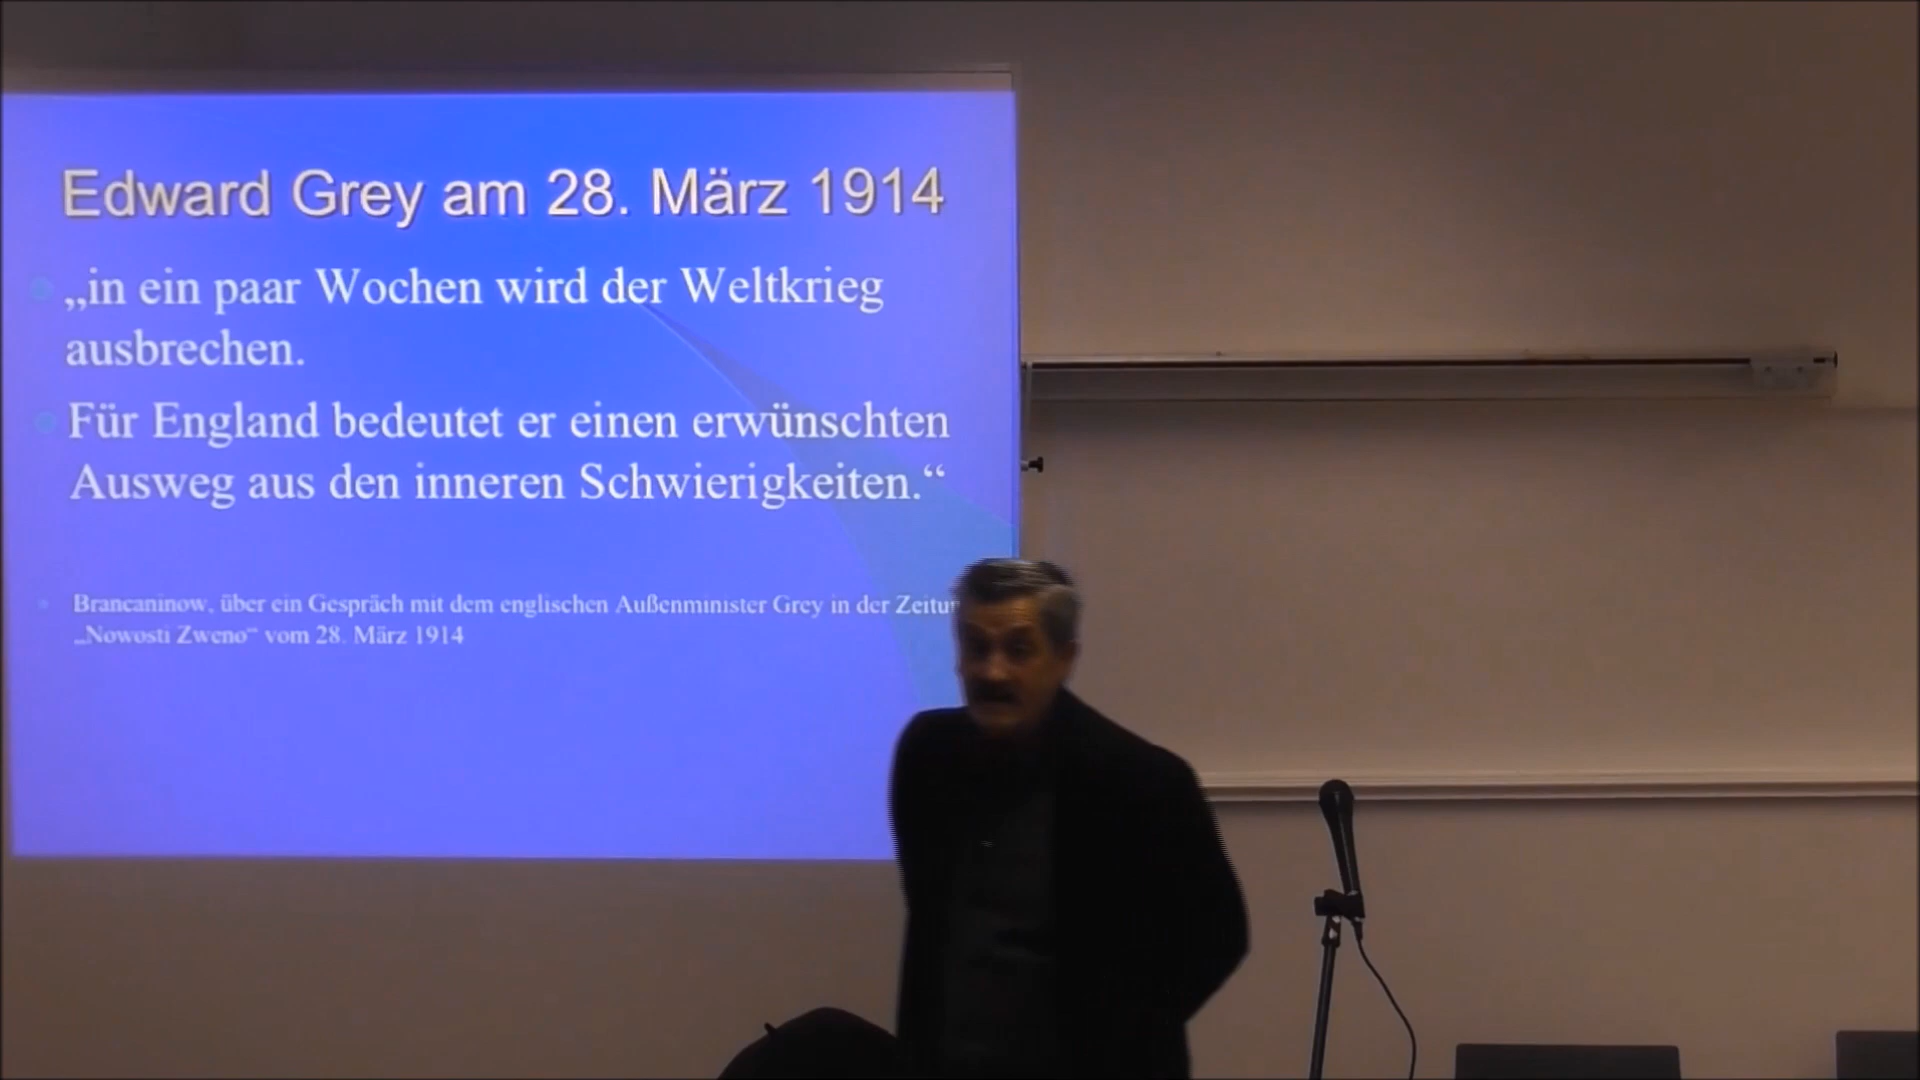 Edward Grey am 28. März 1914
„in ein paar Wochen wird der Weltkrieg
ausbrechen.
Für England bedeutet er einen erwünschten
Ausweg aus den inneren Schwierigkeiten.“
Brancaninow, über ein Gespräch mit dem englischen Außenminister Grey in der
„Nowosti Zweno“ vom 28. März 1914